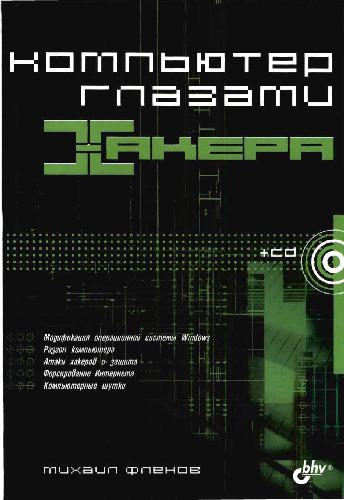 компьютер
глазами
ХАКЕРА
+cd
Модификация операционной системы Windows
Разгон компьютера
Атаки хакеров и защита
Форсирование Интернета
Компьютерные шутки
михаил фленов
bhv®